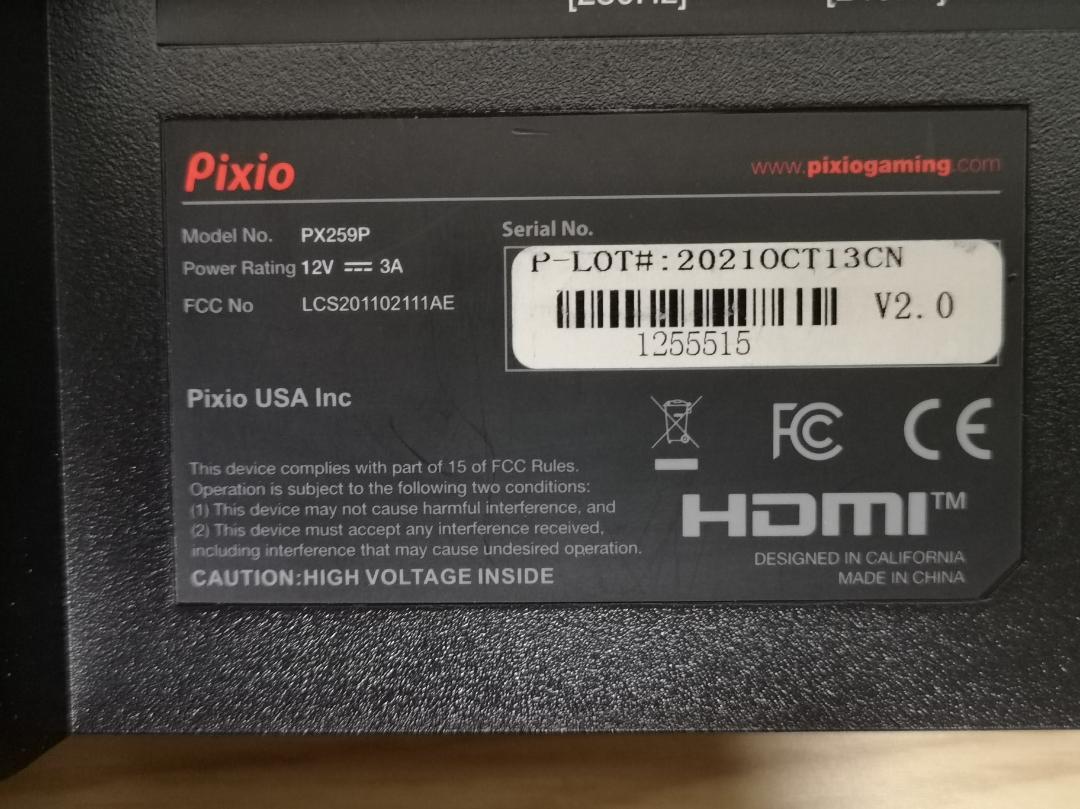 Pixio
www.pixiogaming.com
Model No. PX259P
Power Rating 12V 3A
FCC No LCS201102111AE
Serial No.
P-LOT#:2021OCT13CN
V2.0
1255515
Pixio USA Inc
FC
CE
This device complies with part of 15 of FCC Rules.
Operation is subject to the following two conditions:
(1) This device may not cause harmful interference, and
(2) This device must accept any interference received,
including interference that may cause undesired operation.
CAUTION:HIGH VOLTAGE INSIDE
HDMI™
DESIGNED IN CALIFORNIA
MADE IN CHINA